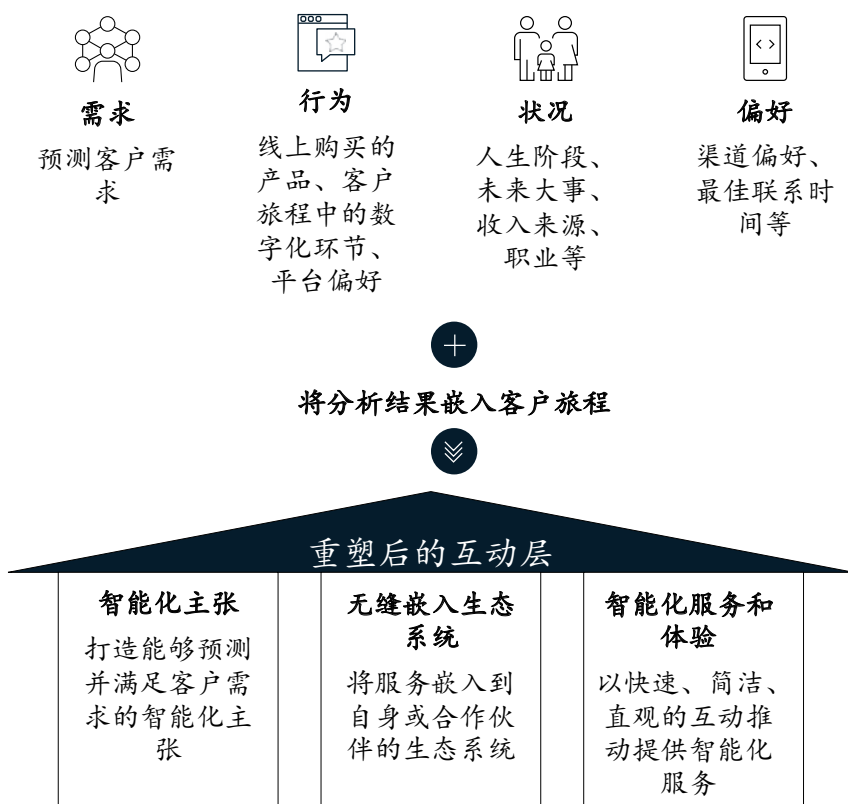 需求
预测客户需
求
行为
线上购买的
产品、客户
旅程中的数
字化环节、
平台偏好
状况
人生阶段、
未来大事、
收入来源、
职业等
偏好
渠道偏好、
最佳联系时
间等
将分析结果嵌入客户旅程
重塑后的互动层
智能化主张
打造能够预测
并满足客户需
求的智能化主
张
无缝嵌入生态
系统
将服务嵌入到
自身或合作伙
伴的生态系统
智能化服务和
体验
以快速、简洁、
直观的互动推
动提供智能化
服务